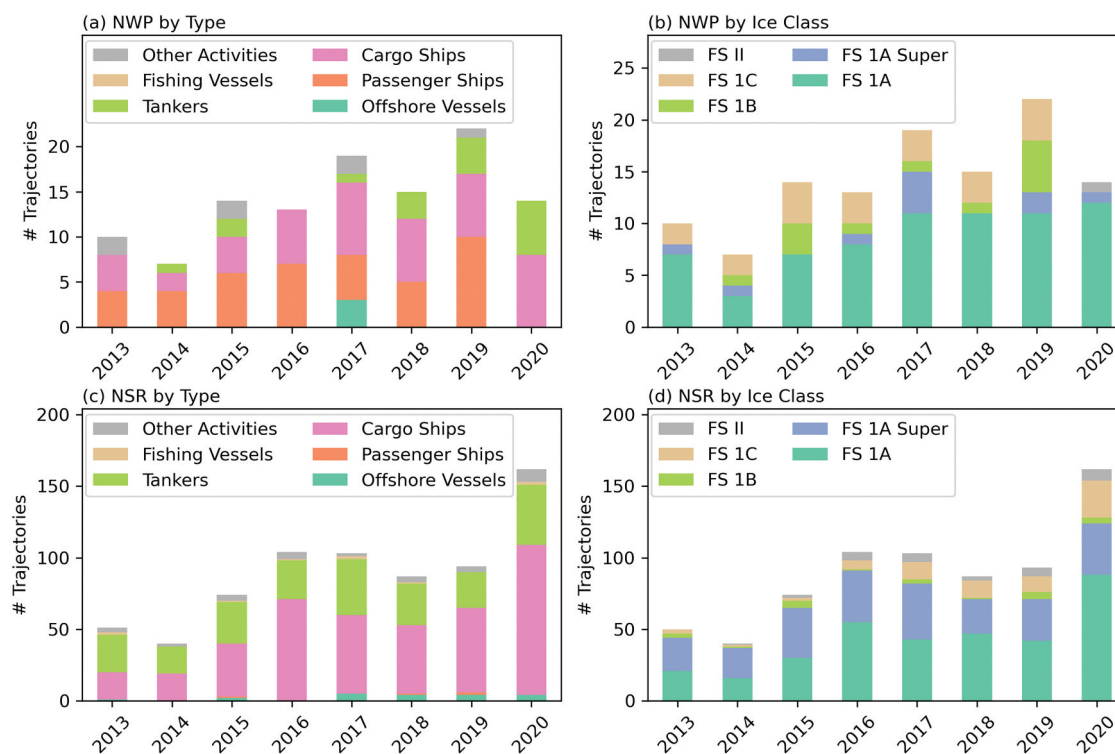 (a) NWP by Type
Other Activities
Fishing Vessels
Tankers
Cargo Ships
Passenger Ships
Offshore Vessels
# Trajectories
20
15
10
5
0
2013
2014
2015
2016
2017
2018
2019
2020
(b) NWP by Ice Class
FS II
FS 1C
FS 1B
FS 1A Super
FS 1A
# Trajectories
25
20
15
10
5
0
2013
2014
2015
2016
2017
2018
2019
2020
(c) NSR by Type
Other Activities
Fishing Vessels
Tankers
Cargo Ships
Passenger Ships
Offshore Vessels
# Trajectories
200
150
100
50
0
2013
2014
2015
2016
2017
2018
2019
2020
(d) NSR by Ice Class
FS II
FS 1C
FS 1B
FS 1A Super
FS 1A
# Trajectories
200
150
100
50
0
2013
2014
2015
2016
2017
2018
2019
2020